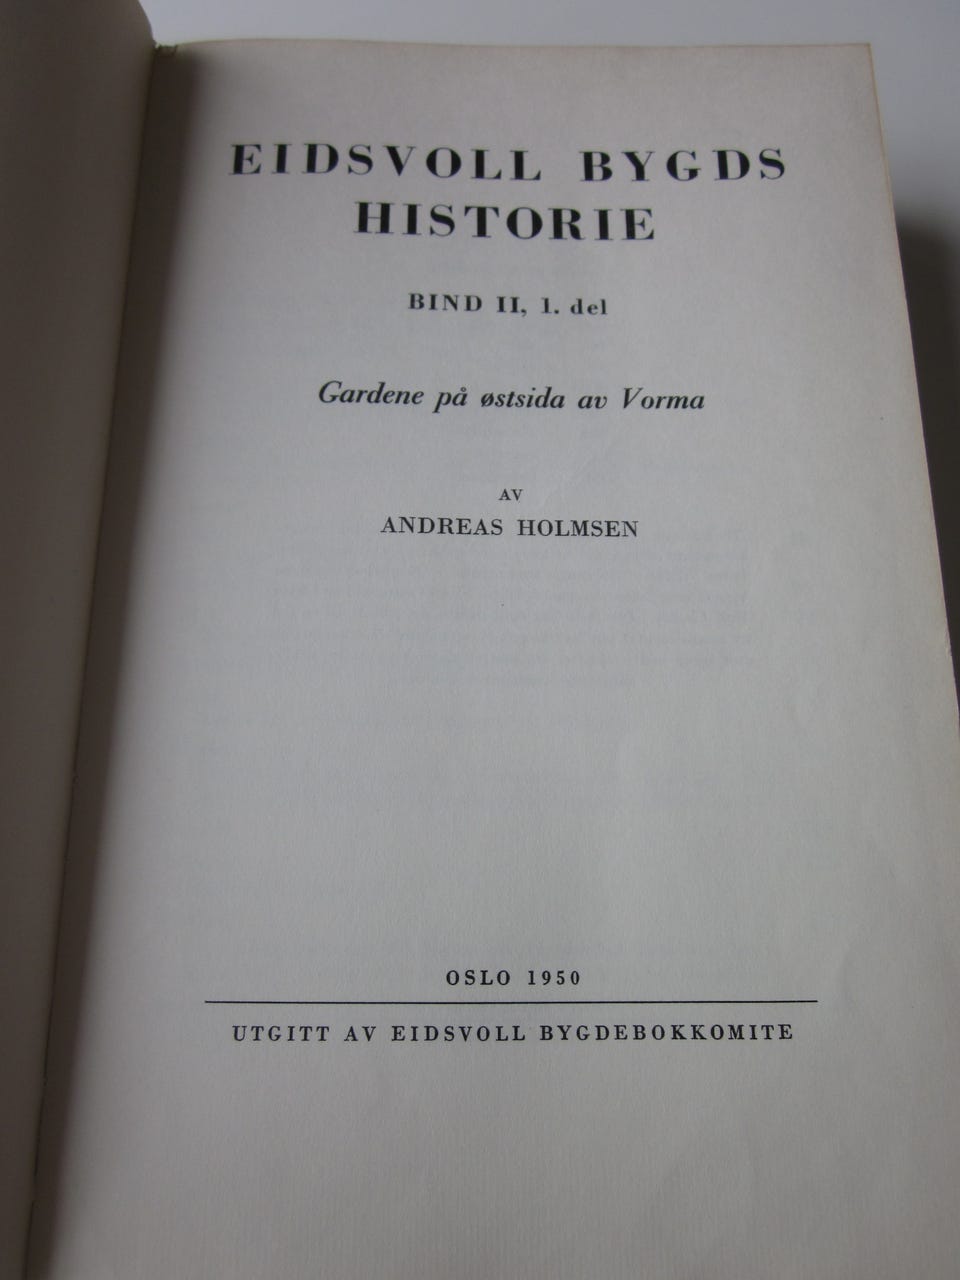 EIDSVOLL BYGDS
HISTORIE
BIND II, 1. del
Gardene på østsida av Vorma
AV
ANDREAS HOLMSEN
OSLO 1950
UTGITT AV EIDSVOLL BYGDEBOKKOMITE